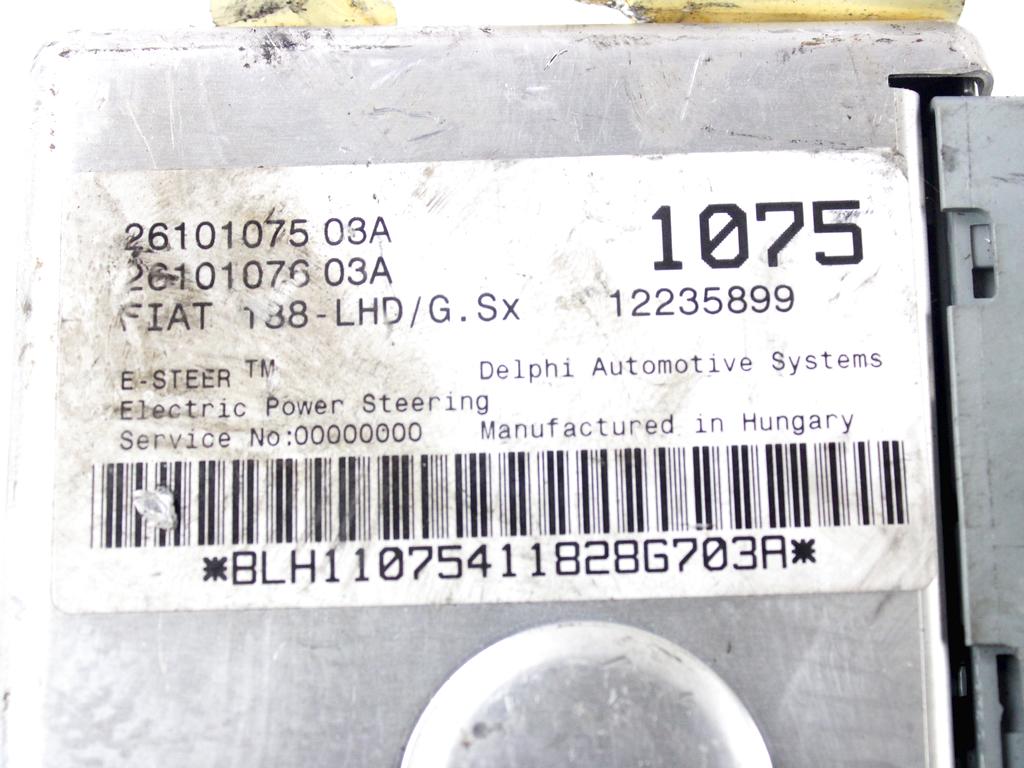 26101075 03A
1075
26101076 03A
FIAT 188-LHD/G.Sx 12235899
E-STEER TM Delphi Automotive Systems
Electric Power Steering
Service No:00000000 Manufactured in Hungary
*BLH11075411828G703A*